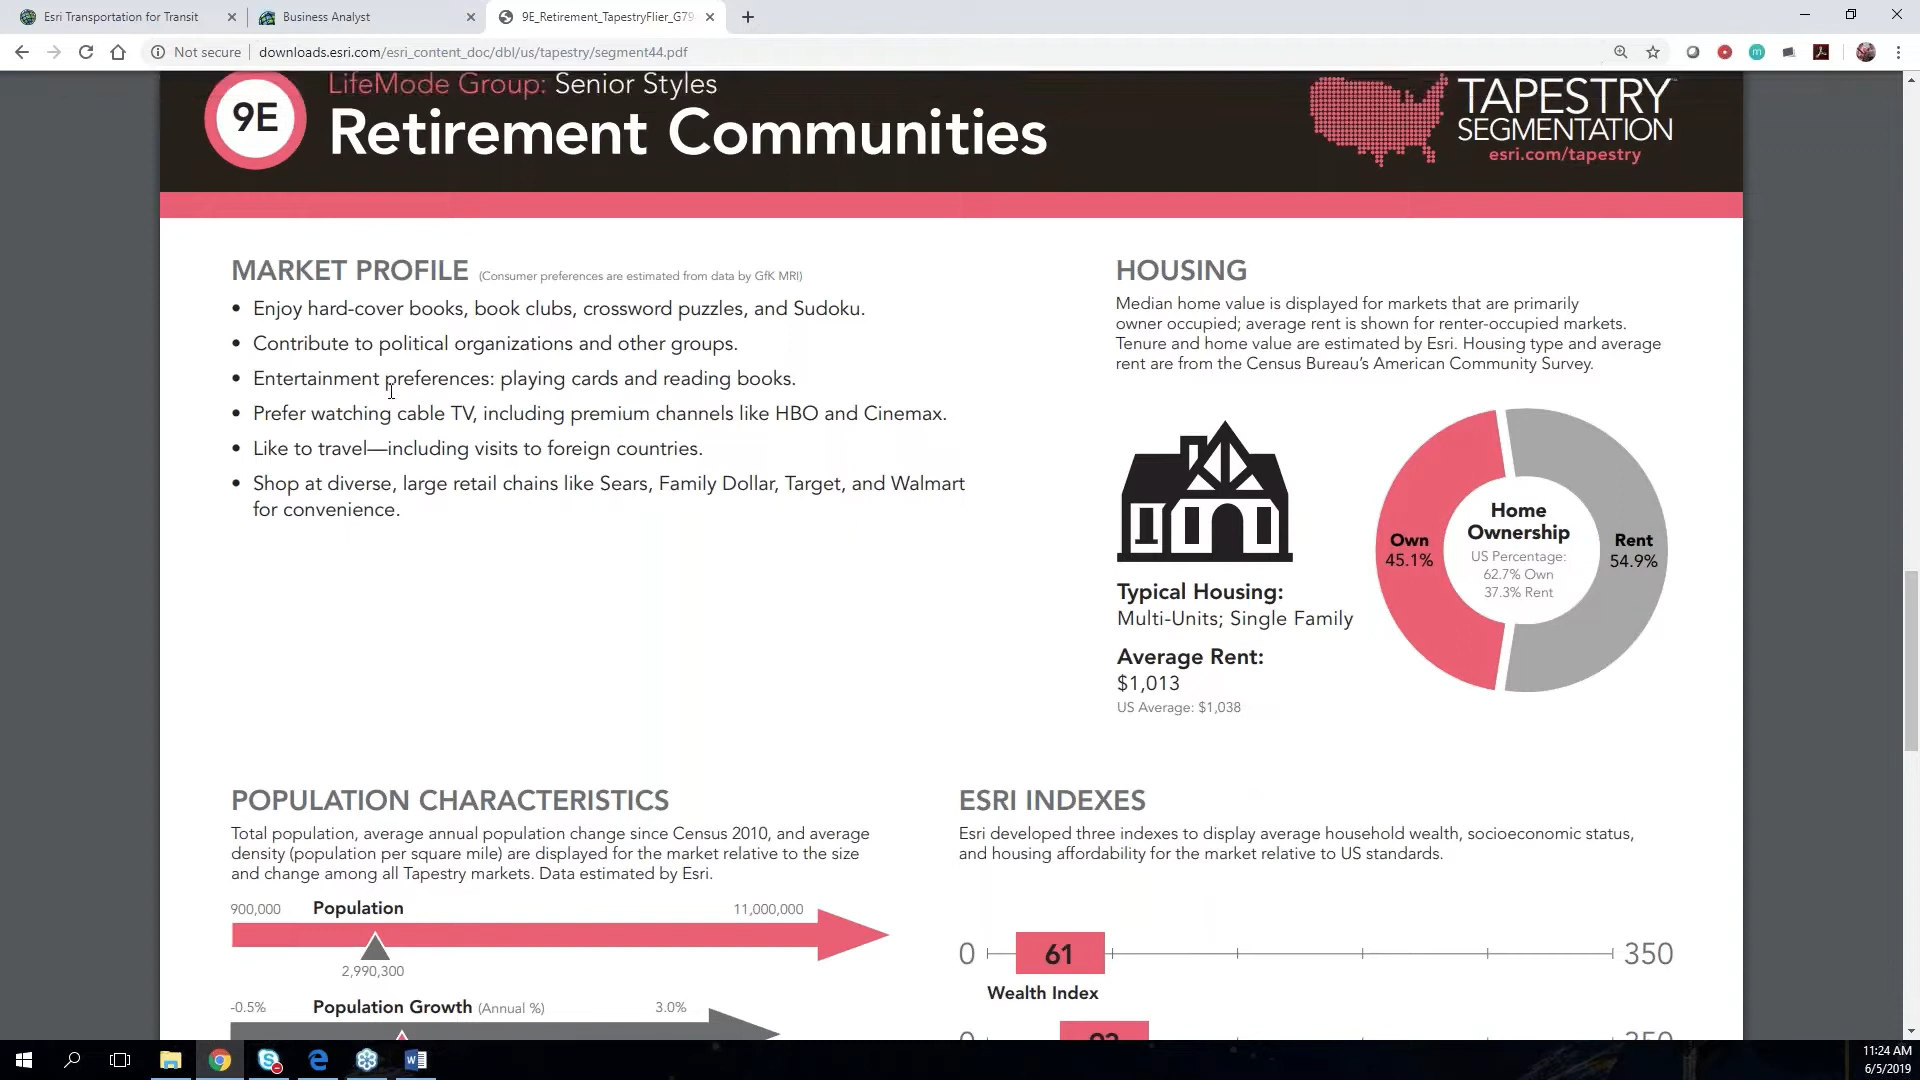 Esri Transportation for Transit
Business Analyst
9E_Retirement_TapestryFlier_G79
Not secure
downloads.esri.com/esri_content_doc/dbl/us/tapestry/segment44.pdf
9E
LifeMode Group: Senior Styles
Retirement Communities
TAPESTRY
SEGMENTATION
esri.com/tapestry
MARKET PROFILE (Consumer preferences are estimated from data by GfK MRI)
• Enjoy hard-cover books, book clubs, crossword puzzles, and Sudoku.
• Contribute to political organizations and other groups.
• Entertainment preferences: playing cards and reading books.
• Prefer watching cable TV, including premium channels like HBO and Cinemax.
• Like to travel—including visits to foreign countries.
• Shop at diverse, large retail chains like Sears, Family Dollar, Target, and Walmart
for convenience.
HOUSING
Median home value is displayed for markets that are primarily
owner occupied; average rent is shown for renter-occupied markets.
Tenure and home value are estimated by Esri. Housing type and average
rent are from the Census Bureau’s American Community Survey.
Typical Housing:
Multi-Units; Single Family
Average Rent:
$1,013
US Average: $1,038
Own
45.1%
Home
Ownership
US Percentage:
62.7% Own
37.3% Rent
Rent
54.9%
POPULATION CHARACTERISTICS
Total population, average annual population change since Census 2010, and average
density (population per square mile) are displayed for the market relative to the size
and change among all Tapestry markets. Data estimated by Esri.
900,000 Population 11,000,000
2,990,300
-0.5% Population Growth (Annual %) 3.0%
ESRI INDEXES
Esri developed three indexes to display average household wealth, socioeconomic status,
and housing affordability for the market relative to US standards.
0 61 350
Wealth Index
0 350
11:24 AM
6/5/2019